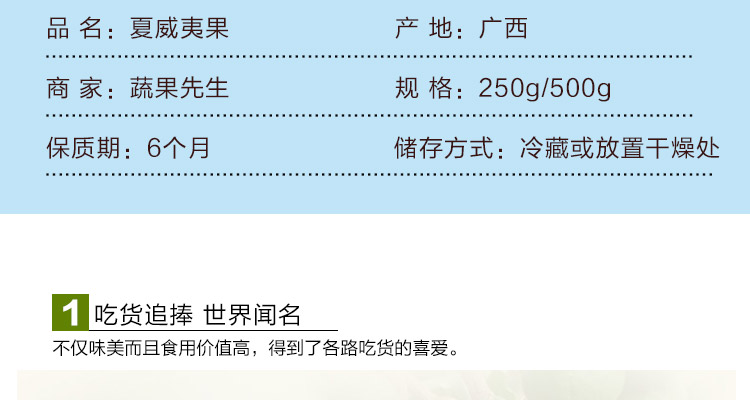 品 名：夏威夷果 产 地：广西
商 家：蔬果先生 规 格：250g/500g
保质期：6个月 储存方式：冷藏或放置干燥处
1 吃货追捧 世界闻名
不仅味美而且食用价值高，得到了各路吃货的喜爱。